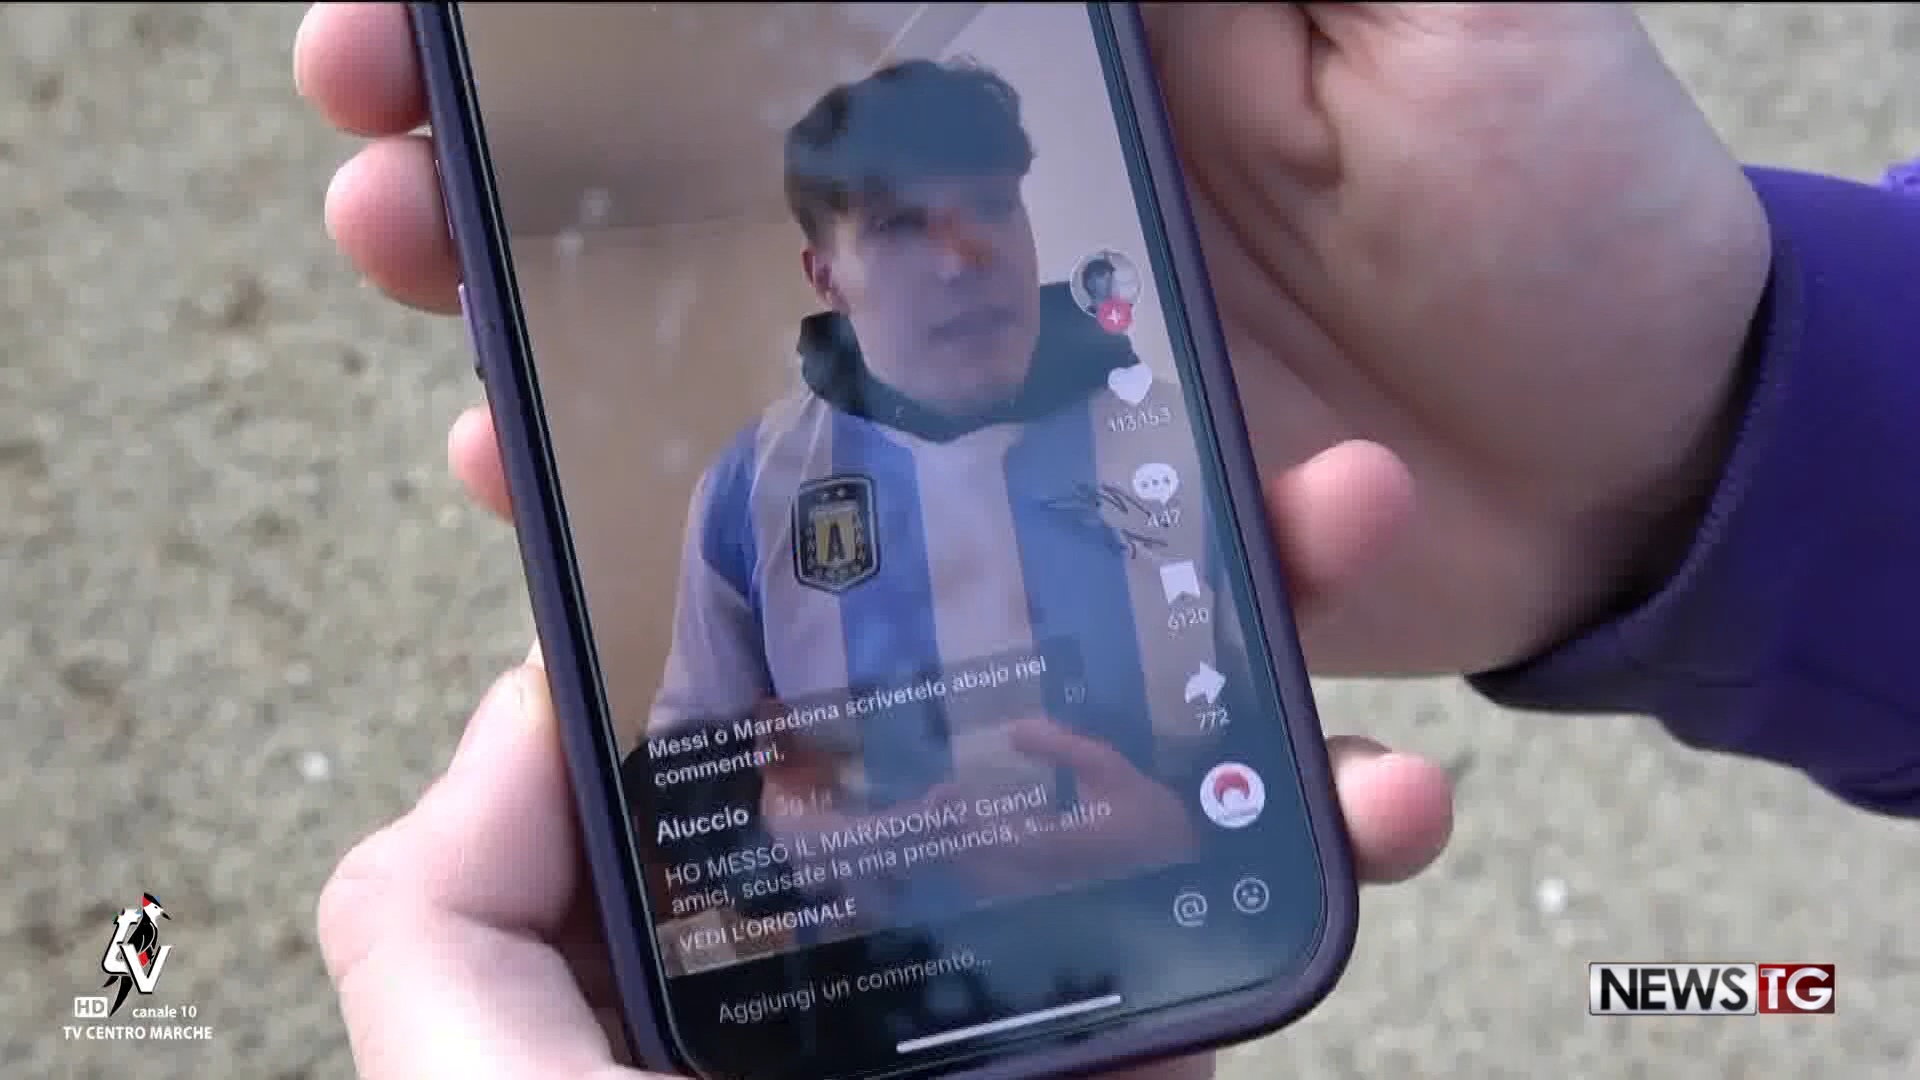 113.153
447
6120
772
Messi o Maradona scrivetelo abajo nei
commentari,
Aluccio
HO MESSO IL MARADONA? Grandi
amici, scusate la mia pronuncia, s... altro
VEDI L'ORIGINALE
Aggiungi un commento...
A
HD canale 10
TV CENTRO MARCHE
NEWS TG